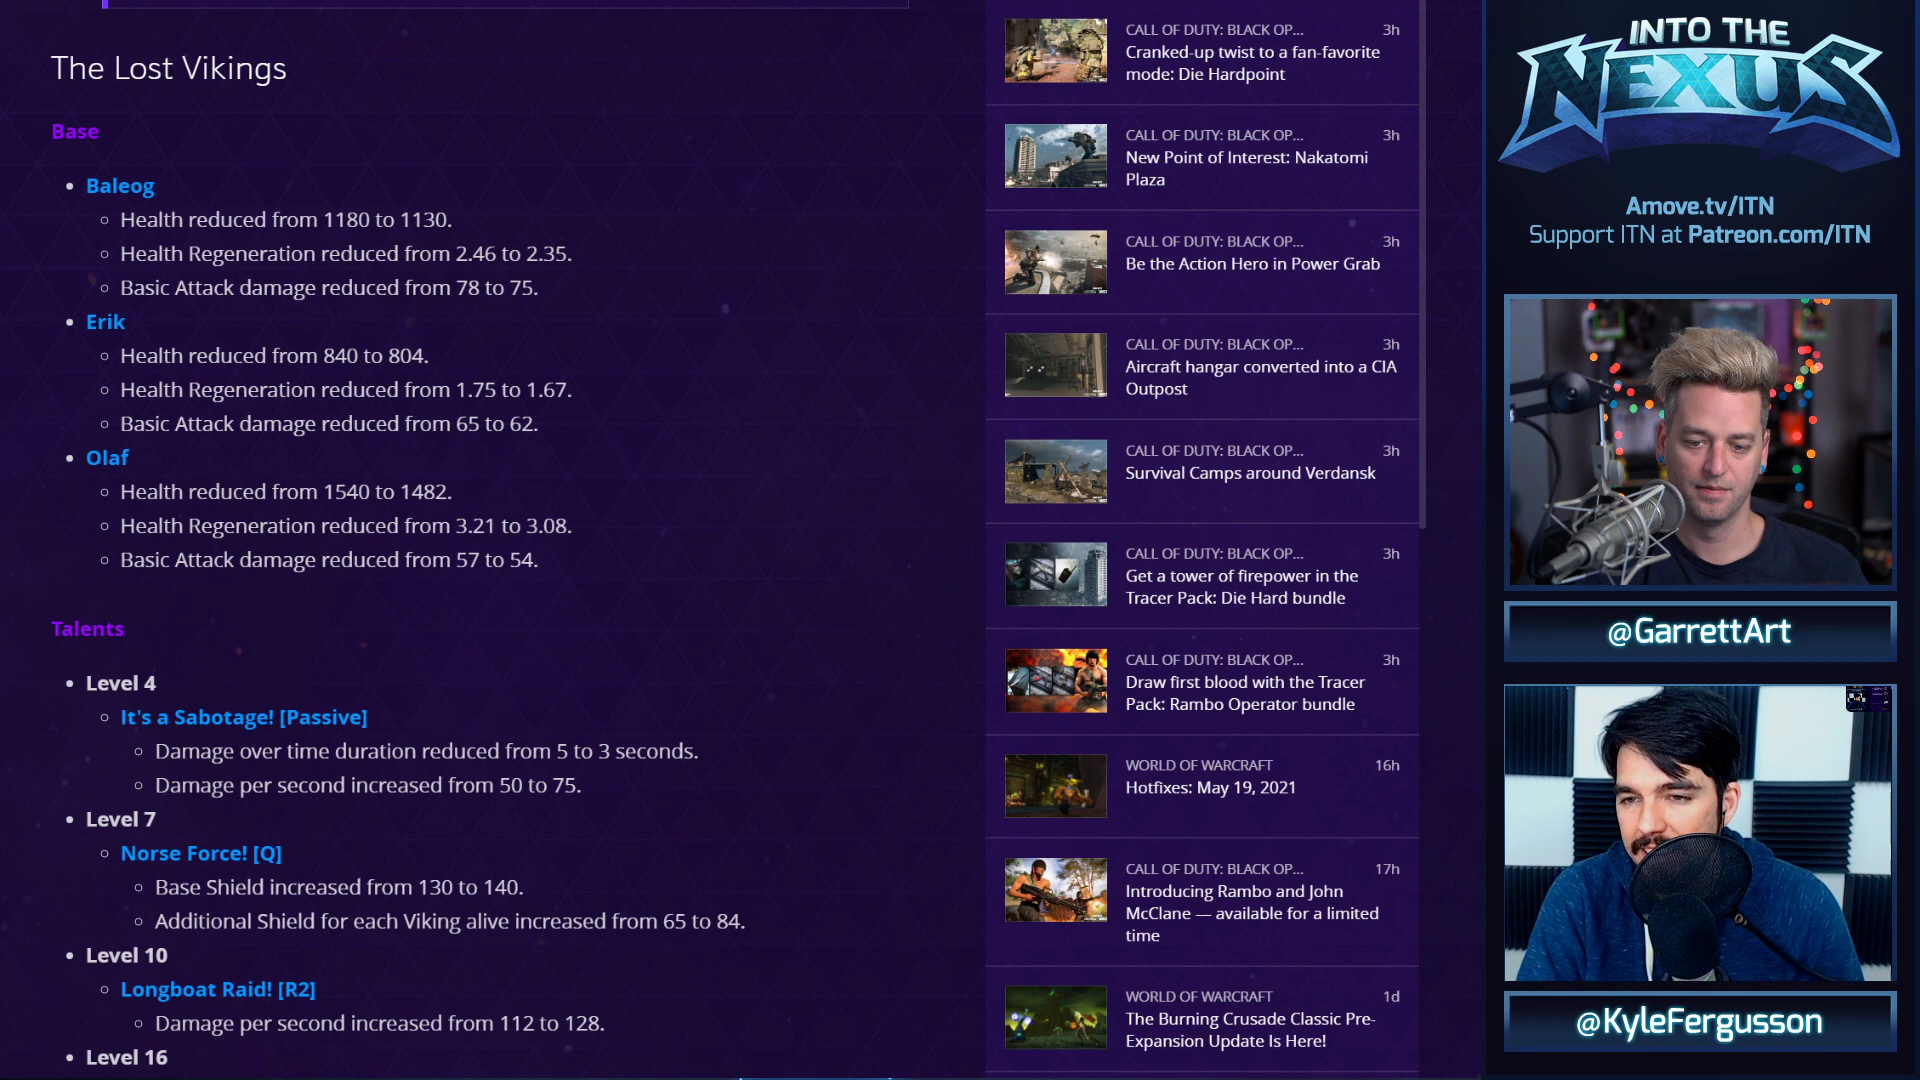 The Lost Vikings
Base
Baleog
Health reduced from 1180 to 1130.
Health Regeneration reduced from 2.46 to 2.35.
Basic Attack damage reduced from 78 to 75.
Erik
Health reduced from 840 to 804.
Health Regeneration reduced from 1.75 to 1.67.
Basic Attack damage reduced from 65 to 62.
Olaf
Health reduced from 1540 to 1482.
Health Regeneration reduced from 3.21 to 3.08.
Basic Attack damage reduced from 57 to 54.
Talents
Level 4
It's a Sabotage! [Passive]
Damage over time duration reduced from 5 to 3 seconds.
Damage per second increased from 50 to 75.
Level 7
Norse Force! [Q]
Base Shield increased from 130 to 140.
Additional Shield for each Viking alive increased from 65 to 84.
Level 10
Longboat Raid! [R2]
Damage per second increased from 112 to 128.
Level 16
CALL OF DUTY: BLACK OP... 3h
Cranked-up twist to a fan-favorite
mode: Die Hardpoint
CALL OF DUTY: BLACK OP... 3h
New Point of Interest: Nakatomi
Plaza
CALL OF DUTY: BLACK OP... 3h
Be the Action Hero in Power Grab
CALL OF DUTY: BLACK OP... 3h
Aircraft hangar converted into a CIA
Outpost
CALL OF DUTY: BLACK OP... 3h
Survival Camps around Verdansk
CALL OF DUTY: BLACK OP... 3h
Get a tower of firepower in the
Tracer Pack: Die Hard bundle
CALL OF DUTY: BLACK OP... 3h
Draw first blood with the Tracer
Pack: Rambo Operator bundle
WORLD OF WARCRAFT 16h
Hotfixes: May 19, 2021
CALL OF DUTY: BLACK OP... 17h
Introducing Rambo and John
McClane — available for a limited
time
WORLD OF WARCRAFT 1d
The Burning Crusade Classic Pre-
Expansion Update Is Here!
INTO THE
NEXUS
Amove.tv/ITN
Support ITN at Patreon.com/ITN
@GarrettArt
@KyleFergusson